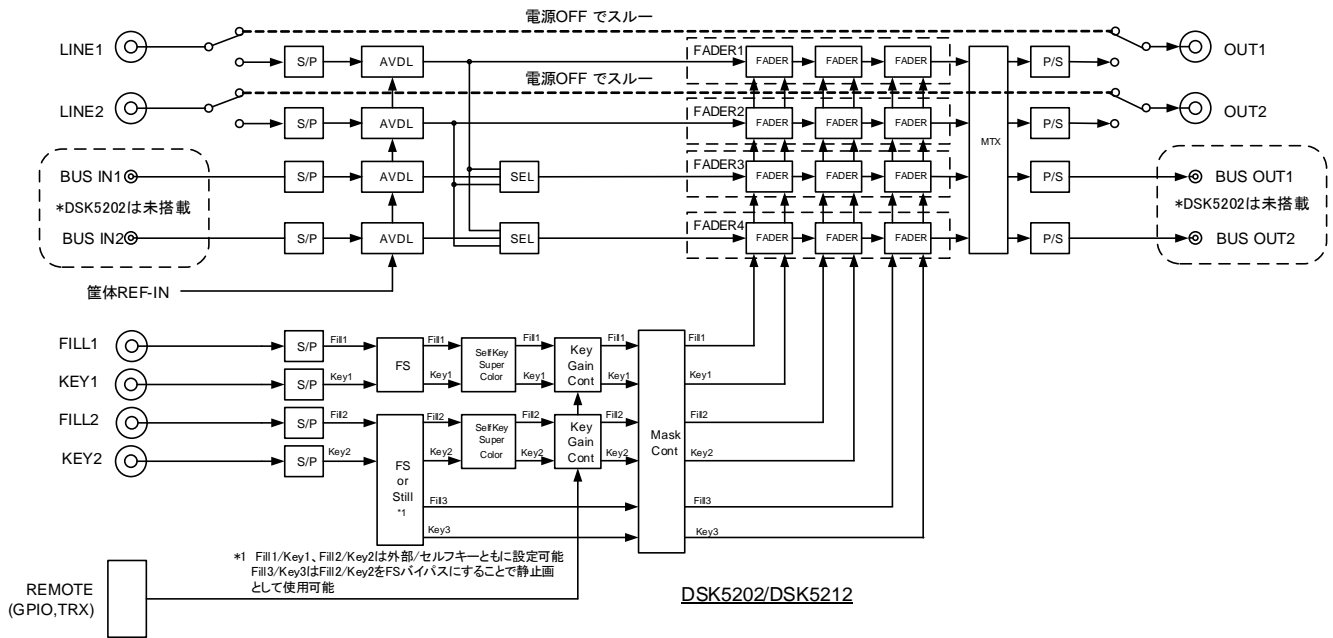 電源OFF でスルー
LINE1
S/P
AVDL
FADER1
FADER
FADER
FADER
P/S
OUT1
電源OFF でスルー
LINE2
S/P
AVDL
FADER2
FADER
FADER
FADER
MTX
P/S
OUT2
BUS IN1
S/P
AVDL
SEL
FADER3
FADER
FADER
FADER
P/S
BUS OUT1
*DSK5202は未搭載
*DSK5202は未搭載
BUS IN2
S/P
AVDL
SEL
FADER4
FADER
FADER
FADER
P/S
BUS OUT2
筐体REF-IN
FILL1
S/P
Fill1
FS
Fill1
SelfKey
Super
Color
Fill1
Key
Gain
Cont
Fill1
Fill1
KEY1
S/P
Key1
Key1
Key1
Key1
Key1
FILL2
S/P
Fill2
Fill2
SelfKey
Super
Color
Fill2
Key
Gain
Cont
Fill2
Mask
Cont
Fill2
KEY2
S/P
Key2
FS
or
Still
*1
Key2
Key2
Key2
Key2
Fill3
Fill3
Key3
Key3
*1 Fill1/Key1、Fill2/Key2は外部/セルフキーともに設定可能
Fill3/Key3はFill2/Key2をFSバイパスにすることで静止画
として使用可能
REMOTE
(GPIO,TRX)
DSK5202/DSK5212